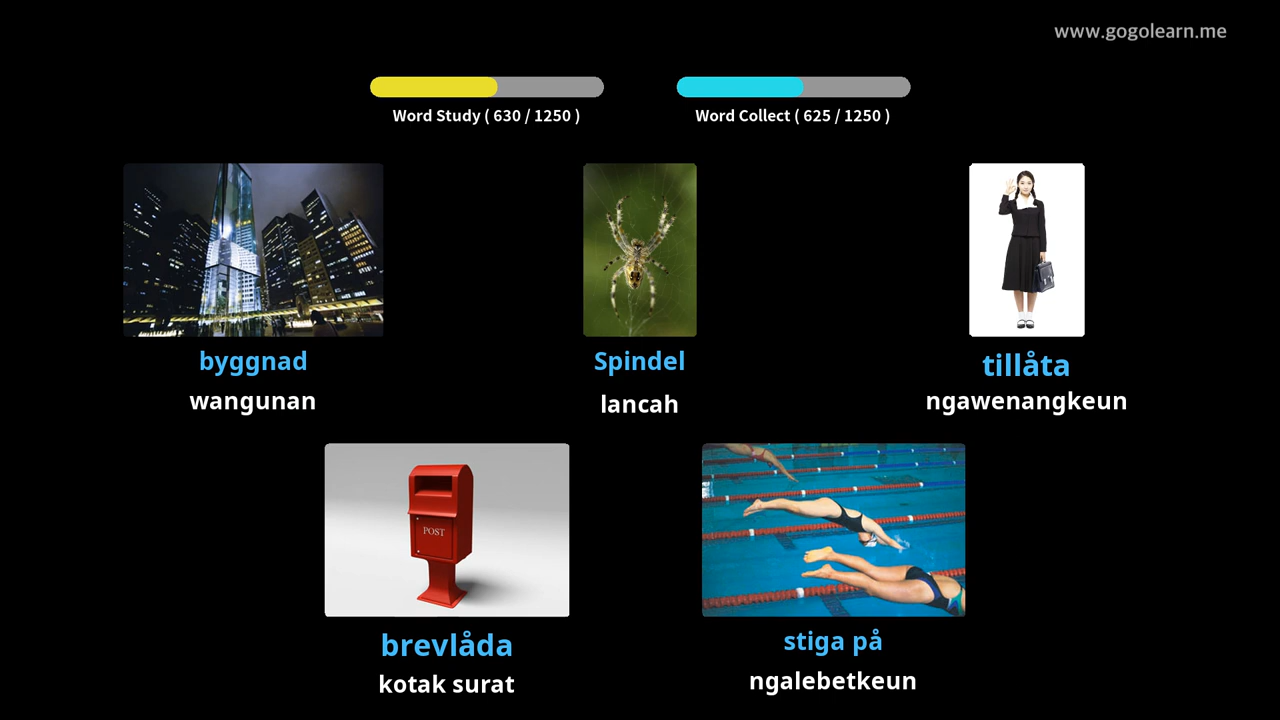 www.gogolearn.me
Word Study ( 630 / 1250 )
Word Collect ( 625 / 1250 )
byggnad
wangunan
Spindel
lancah
tillåta
ngawenangkeun
POST
brevlåda
kotak surat
stiga på
ngalebetkeun